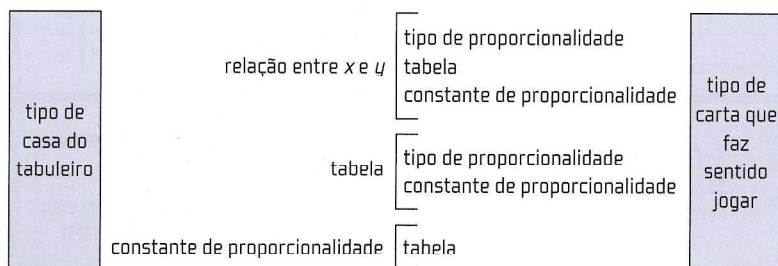 tipo de
casa do
tabuleiro
relação entre x e y
tipo de proporcionalidade
tabela
constante de proporcionalidade
tabela
tipo de proporcionalidade
constante de proporcionalidade
constante de proporcionalidade
tabela
tipo de
carta que
faz
sentido
jogar